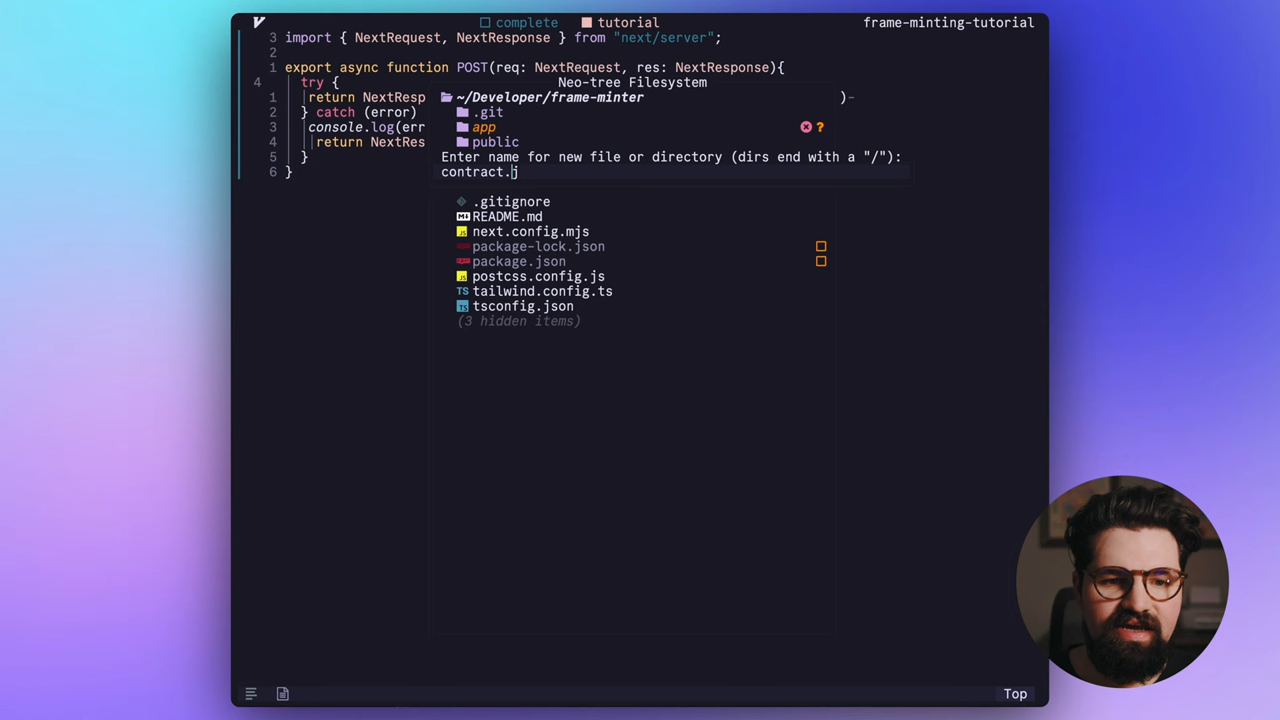 complete tutorial frame-minting-tutorial
3 import { NextRequest, NextResponse } from "next/server";
2
1 export async function POST(req: NextRequest, res: NextResponse){
4 try {
Neo-tree Filesystem
1 return NextResp
~/Developer/frame-minter
)-
2 } catch (error)
.git
3 console.log(err
app ?
4 return NextRes
public
5 }
Enter name for new file or directory (dirs end with a "/"):
6 }
contract.j
.gitignore
README.md
JS next.config.mjs
package-lock.json
package.json
JS postcss.config.js
TS tailwind.config.ts
TS tsconfig.json
(3 hidden items)
Top